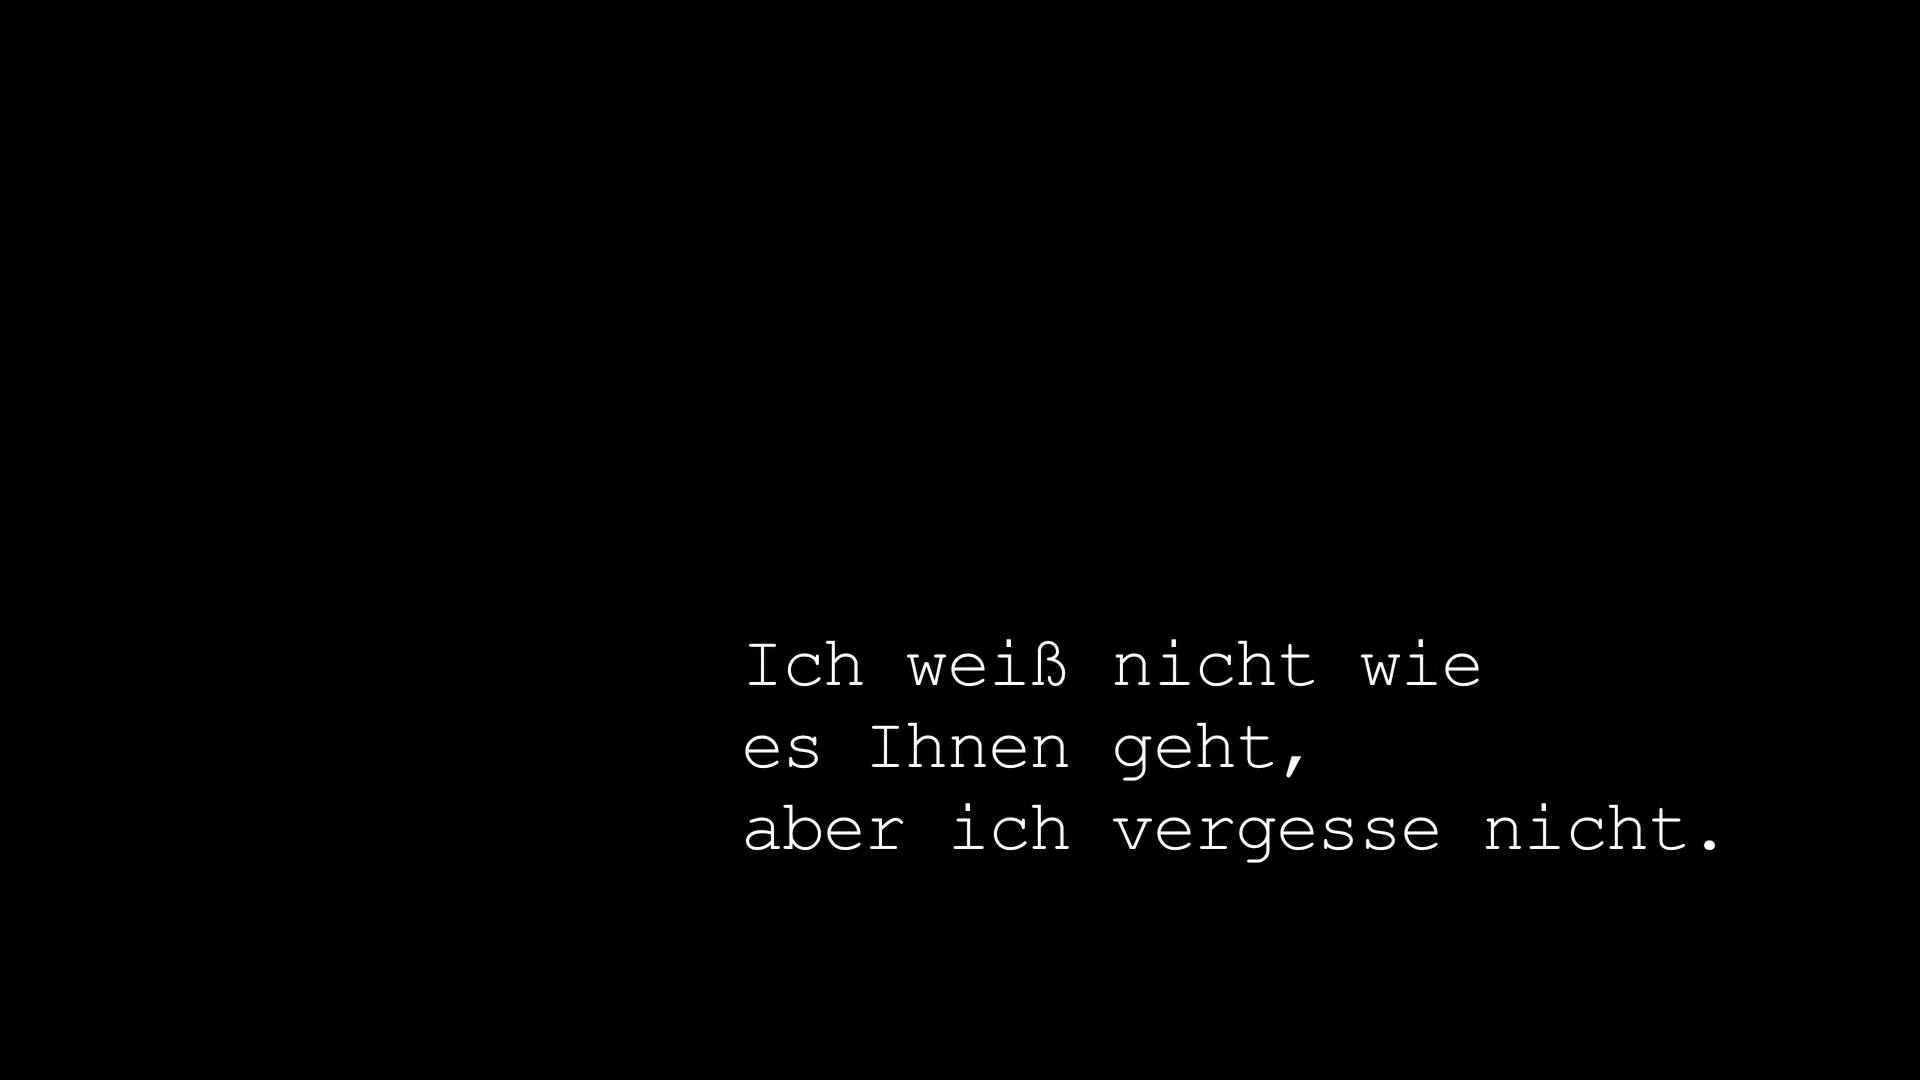 Ich weiß nicht wie
es Ihnen geht,
aber ich vergesse nicht.